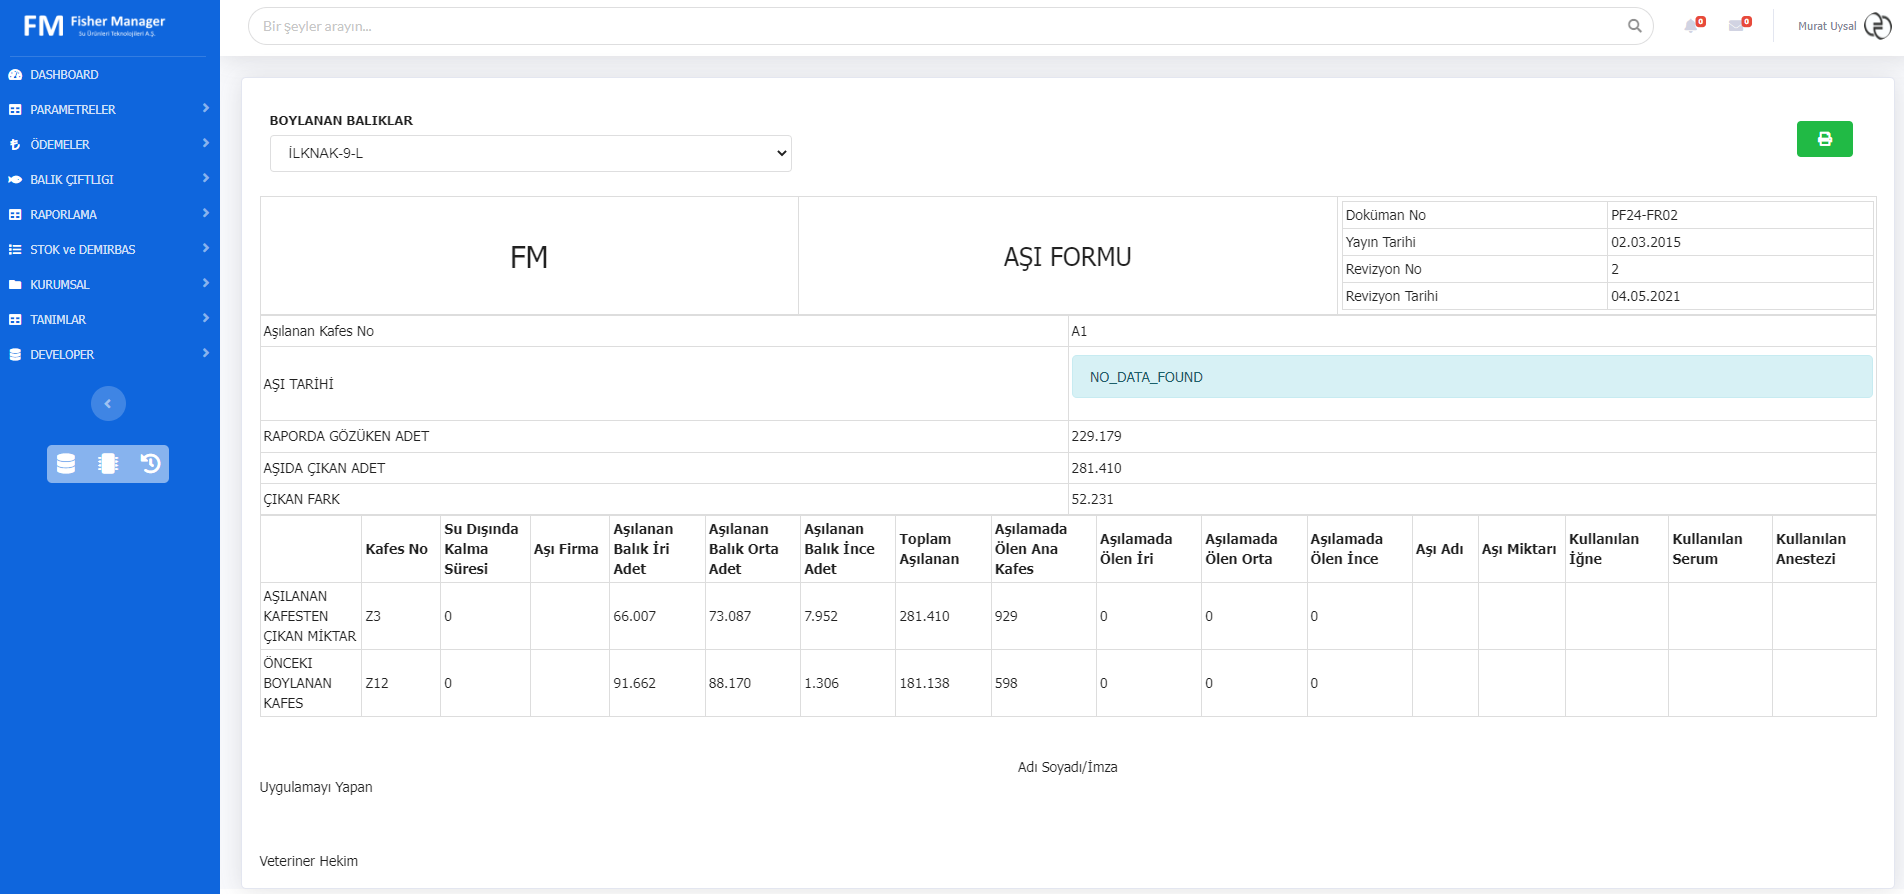 FM Fisher Manager
Su Ürünleri Teknolojileri A.Ş.
Bir şeyler arayın...
0
0
Murat Uysal
DASHBOARD
PARAMETRELER
ÖDEMELER
BALIK ÇIFTLIGI
RAPORLAMA
STOK ve DEMIRBAS
KURUMSAL
TANIMLAR
DEVELOPER
BOYLANAN BALIKLAR
İLKNAK-9-L
FM
AŞI FORMU
Doküman No PF24-FR02
Yayın Tarihi 02.03.2015
Revizyon No 2
Revizyon Tarihi 04.05.2021
Aşılanan Kafes No A1
AŞI TARİHİ NO_DATA_FOUND
RAPORDA GÖZÜKEN ADET 229.179
AŞIDA ÇIKAN ADET 281.410
ÇIKAN FARK 52.231
Kafes No
Su Dışında
Kalma
Süresi
Aşı Firma
Aşılanan
Balık İri
Adet
Aşılanan
Balık Orta
Adet
Aşılanan
Balık İnce
Adet
Toplam
Aşılanan
Aşılamada
Ölen Ana
Kafes
Aşılamada
Ölen İri
Aşılamada
Ölen Orta
Aşılamada
Ölen İnce
Aşı Adı
Aşı Miktarı
Kullanılan
İğne
Kullanılan
Serum
Kullanılan
Anestezi
AŞILANAN
KAFESTEN
ÇIKAN MİKTAR
Z3 0 66.007 73.087 7.952 281.410 929 0 0 0
ÖNCEKI
BOYLANAN
KAFES
Z12 0 91.662 88.170 1.306 181.138 598 0 0 0
Adı Soyadı/İmza
Uygulamayı Yapan
Veteriner Hekim